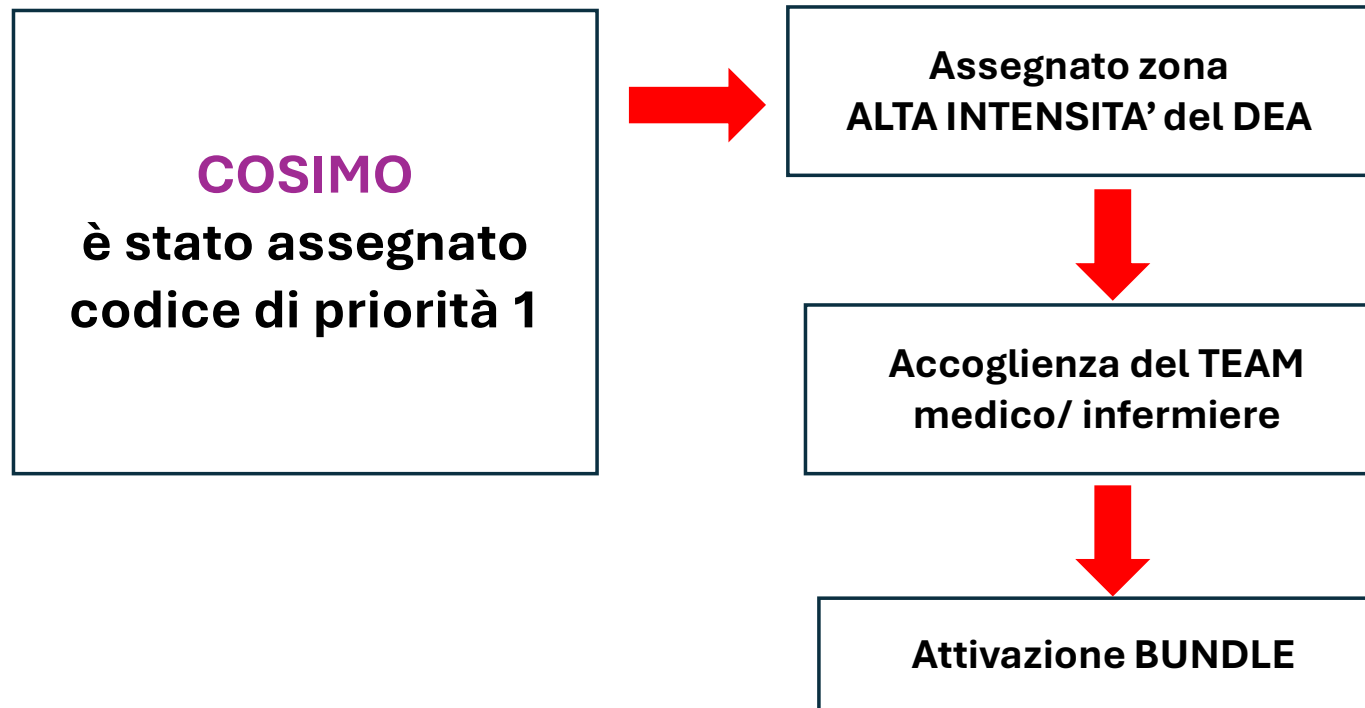 COSIMO
è stato assegnato
codice di priorità 1
Assegnato zona
ALTA INTENSITA’ del DEA
Accoglienza del TEAM
medico/ infermiere
Attivazione BUNDLE